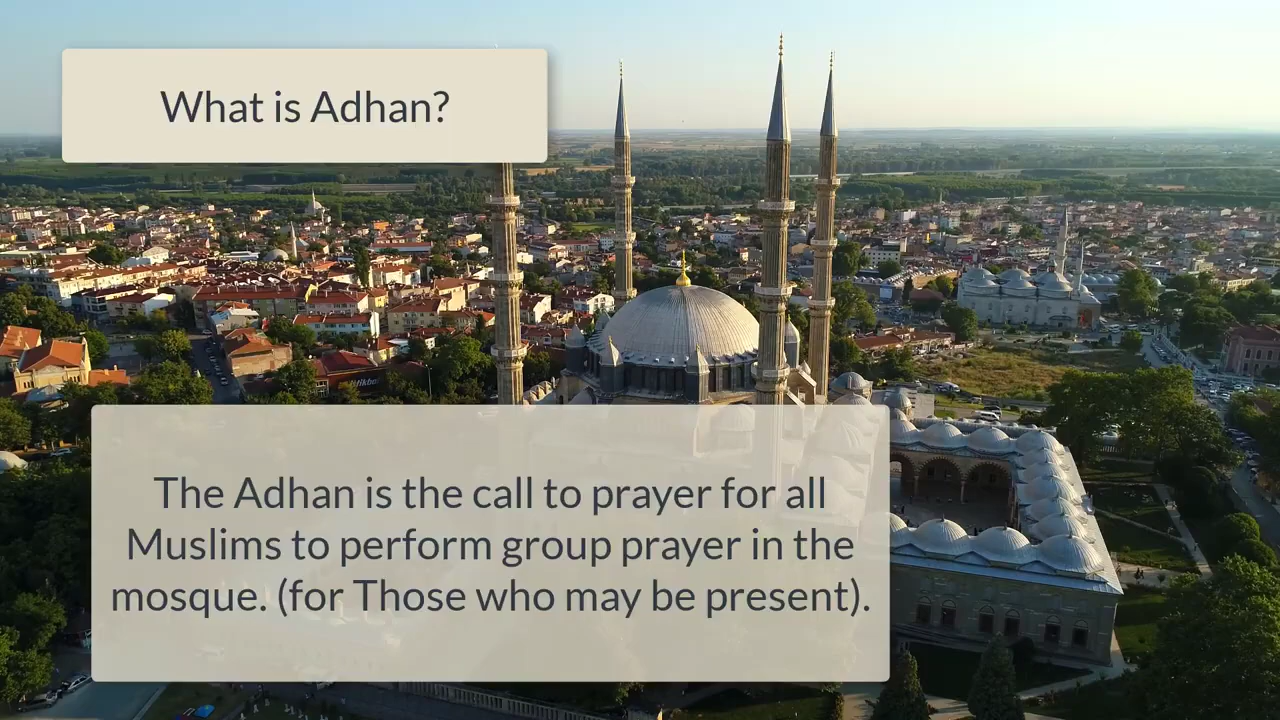 What is Adhan?
The Adhan is the call to prayer for all
Muslims to perform group prayer in the
mosque. (for Those who may be present).